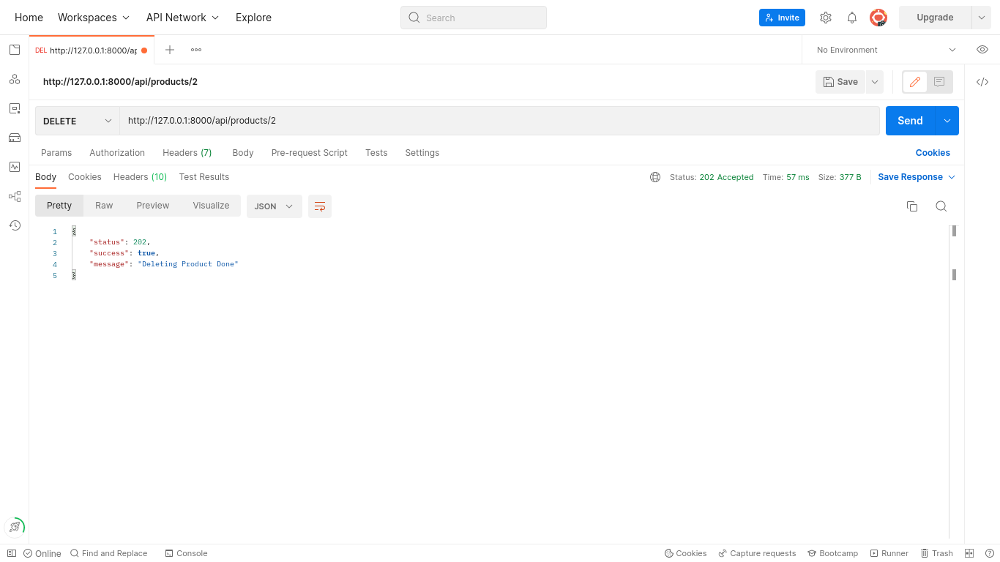 Home Workspaces API Network Explore Search Invite Upgrade
DEL http://127.0.0.1:8000/ap No Environment
http://127.0.0.1:8000/api/products/2 Save
DELETE http://127.0.0.1:8000/api/products/2 Send
Params Authorization Headers (7) Body Pre-request Script Tests Settings Cookies
Body Cookies Headers (10) Test Results Status: 202 Accepted Time: 57 ms Size: 377 B Save Response
Pretty Raw Preview Visualize JSON
1 {
2 "status": 202,
3 "success": true,
4 "message": "Deleting Product Done"
5 }
Online Find and Replace Console Cookies Capture requests Bootcamp Runner Trash